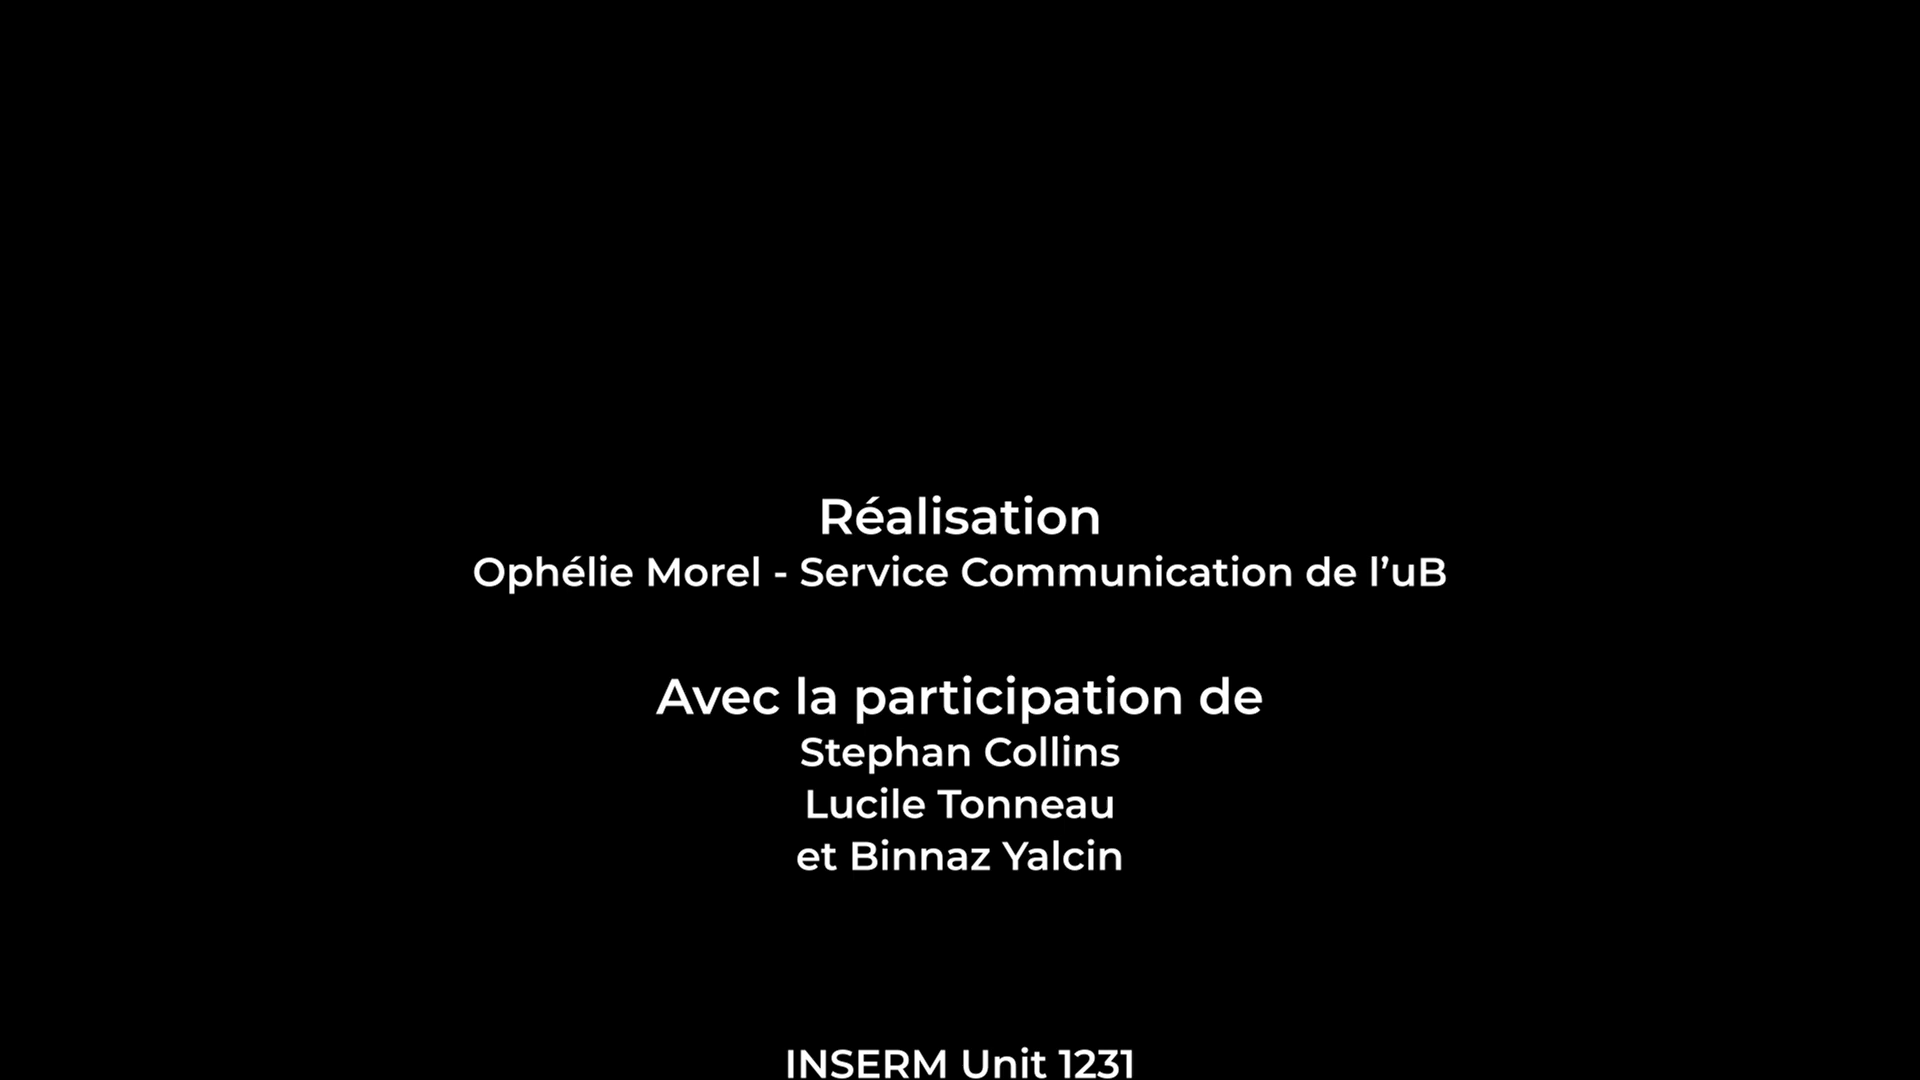 Réalisation
Ophélie Morel - Service Communication de l’uB
Avec la participation de
Stephan Collins
Lucile Tonneau
et Binnaz Yalcin
INSERM Unit 1231